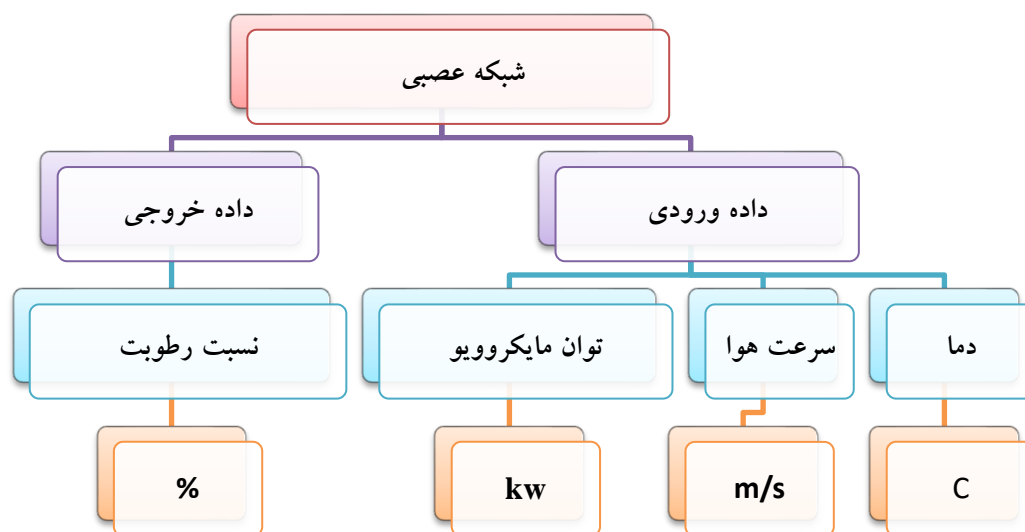 شبکه عصبی
داده ورودی
داده خروجی
دما
سرعت هوا
توان مایکروویو
نسبت رطوبت
C
m/s
kw
%